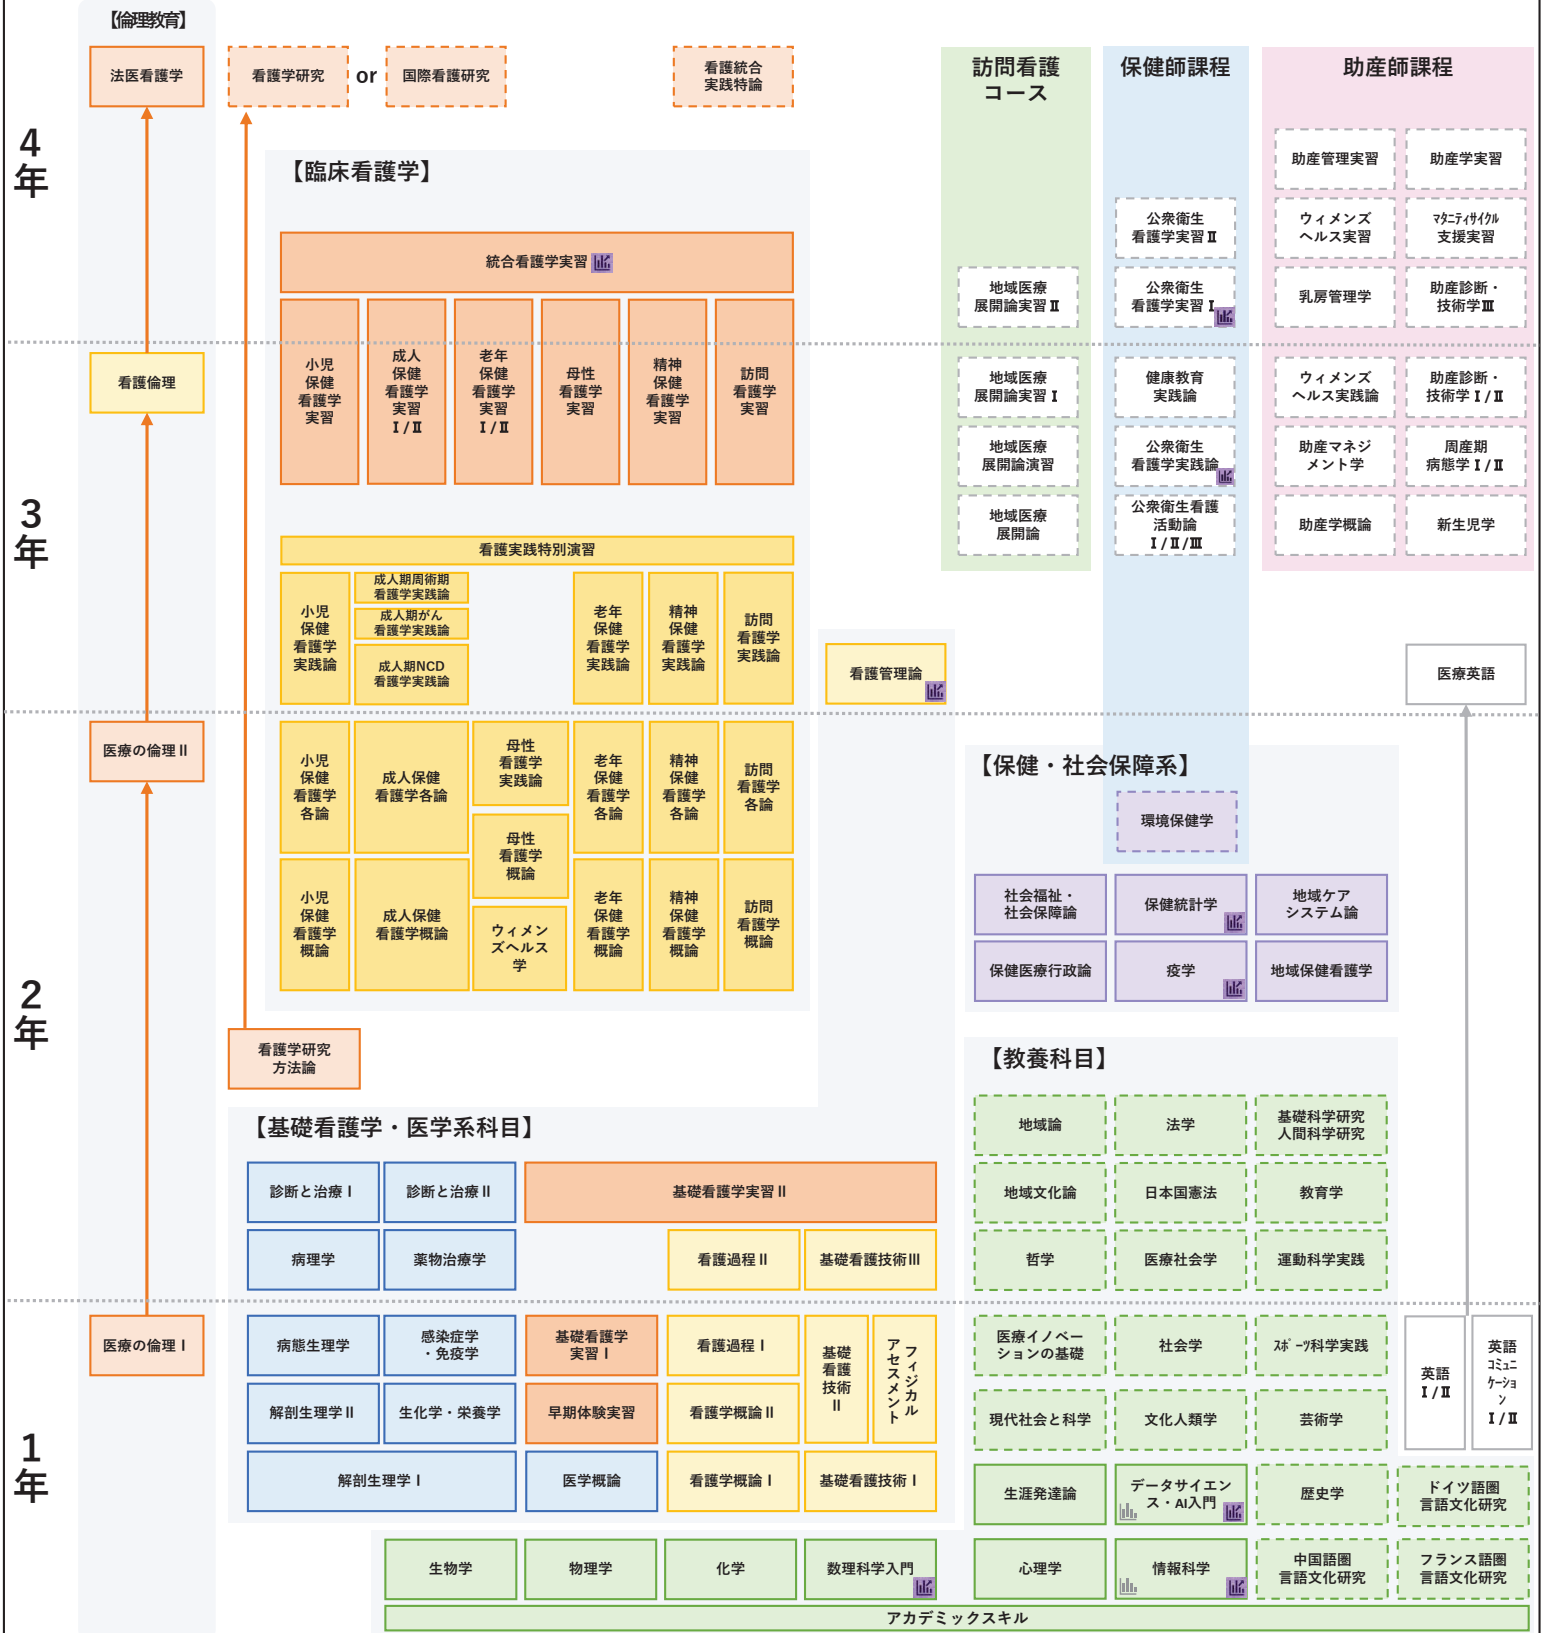 【倫理教育】
4
年
3
年
2
年
1
年
法医看護学
看護倫理
医療の倫理Ⅱ
医療の倫理Ⅰ
看護学研究
or
国際看護研究
看護統合
実践特論
【臨床看護学】
統合看護学実習
小児
保健
看護学
実習
成人
保健
看護学
実習
Ⅰ/Ⅱ
老年
保健
看護学
実習
Ⅰ/Ⅱ
母性
看護学
実習
精神
保健
看護学
実習
訪問
看護学
実習
看護実践特別演習
小児
保健
看護学
実践論
成人期周術期
看護学実践論
成人期がん
看護学実践論
成人期NCD
看護学実践論
老年
保健
看護学
実践論
精神
保健
看護学
実践論
訪問
看護学
実践論
小児
保健
看護学
各論
成人保健
看護学各論
母性
看護学
実践論
老年
保健
看護学
各論
精神
保健
看護学
各論
訪問
看護学
各論
母性
看護学
概論
小児
保健
看護学
概論
成人保健
看護学概論
ウィメン
ズヘルス
学
老年
保健
看護学
概論
精神
保健
看護学
概論
訪問
看護学
概論
看護学研究
方法論
看護管理論
訪問看護
コース
地域医療
展開論実習Ⅱ
地域医療
展開論実習Ⅰ
地域医療
展開論演習
地域医療
展開論
保健師課程
公衆衛生
看護学実習Ⅱ
公衆衛生
看護学実習Ⅰ
健康教育
実践論
公衆衛生
看護学実践論
公衆衛生看護
活動論
Ⅰ/Ⅱ/Ⅲ
助産師課程
助産管理実習
助産学実習
ウィメンズ
ヘルス実習
ﾏﾀﾆﾃｨｻｲｸﾙ
支援実習
乳房管理学
助産診断・
技術学Ⅲ
ウィメンズ
ヘルス実践論
助産診断・
技術学Ⅰ/Ⅱ
助産マネジ
メント学
周産期
病態学Ⅰ/Ⅱ
助産学概論
新生児学
医療英語
【保健・社会保障系】
環境保健学
社会福祉・
社会保障論
保健統計学
地域ケア
システム論
保健医療行政論
疫学
地域保健看護学
【基礎看護学・医学系科目】
診断と治療Ⅰ
診断と治療Ⅱ
基礎看護学実習Ⅱ
病理学
薬物治療学
看護過程Ⅱ
基礎看護技術Ⅲ
病態生理学
感染症学
・免疫学
基礎看護学
実習Ⅰ
看護過程Ⅰ
基礎
看護
技術
Ⅱ
フィジカル
アセスメント
解剖生理学Ⅱ
生化学・栄養学
早期体験実習
看護学概論Ⅱ
解剖生理学Ⅰ
医学概論
看護学概論Ⅰ
基礎看護技術Ⅰ
【教養科目】
地域論
法学
基礎科学研究
人間科学研究
地域文化論
日本国憲法
教育学
哲学
医療社会学
運動科学実践
医療イノベー
ションの基礎
社会学
ｽﾎﾟｰﾂ科学実践
英語
Ⅰ/Ⅱ
英語
ｺﾐｭﾆ
ｹｰｼｮ
ﾝ
Ⅰ/Ⅱ
現代社会と科学
文化人類学
芸術学
生涯発達論
データサイエン
ス・AI入門
歴史学
ドイツ語圏
言語文化研究
生物学
物理学
化学
数理科学入門
心理学
情報科学
中国語圏
言語文化研究
フランス語圏
言語文化研究
アカデミックスキル